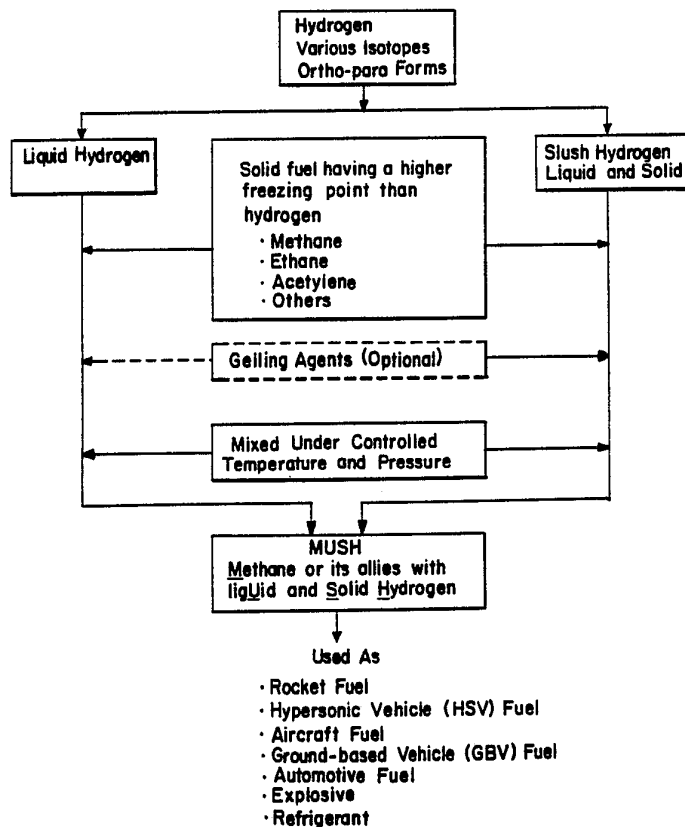 Hydrogen
Various Isotopes
Ortho-para Forms
Liquid Hydrogen
Solid fuel having a higher
freezing point than
hydrogen
· Methane
· Ethane
· Acetylene
· Others
Slush Hydrogen
Liquid and Solid
Gelling Agents (Optional)
Mixed Under Controlled
Temperature and Pressure
MUSH
Methane or its allies with
liqUid and Solid Hydrogen
Used As
· Rocket Fuel
· Hypersonic Vehicle (HSV) Fuel
· Aircraft Fuel
· Ground-based Vehicle (GBV) Fuel
· Automotive Fuel
· Explosive
· Refrigerant